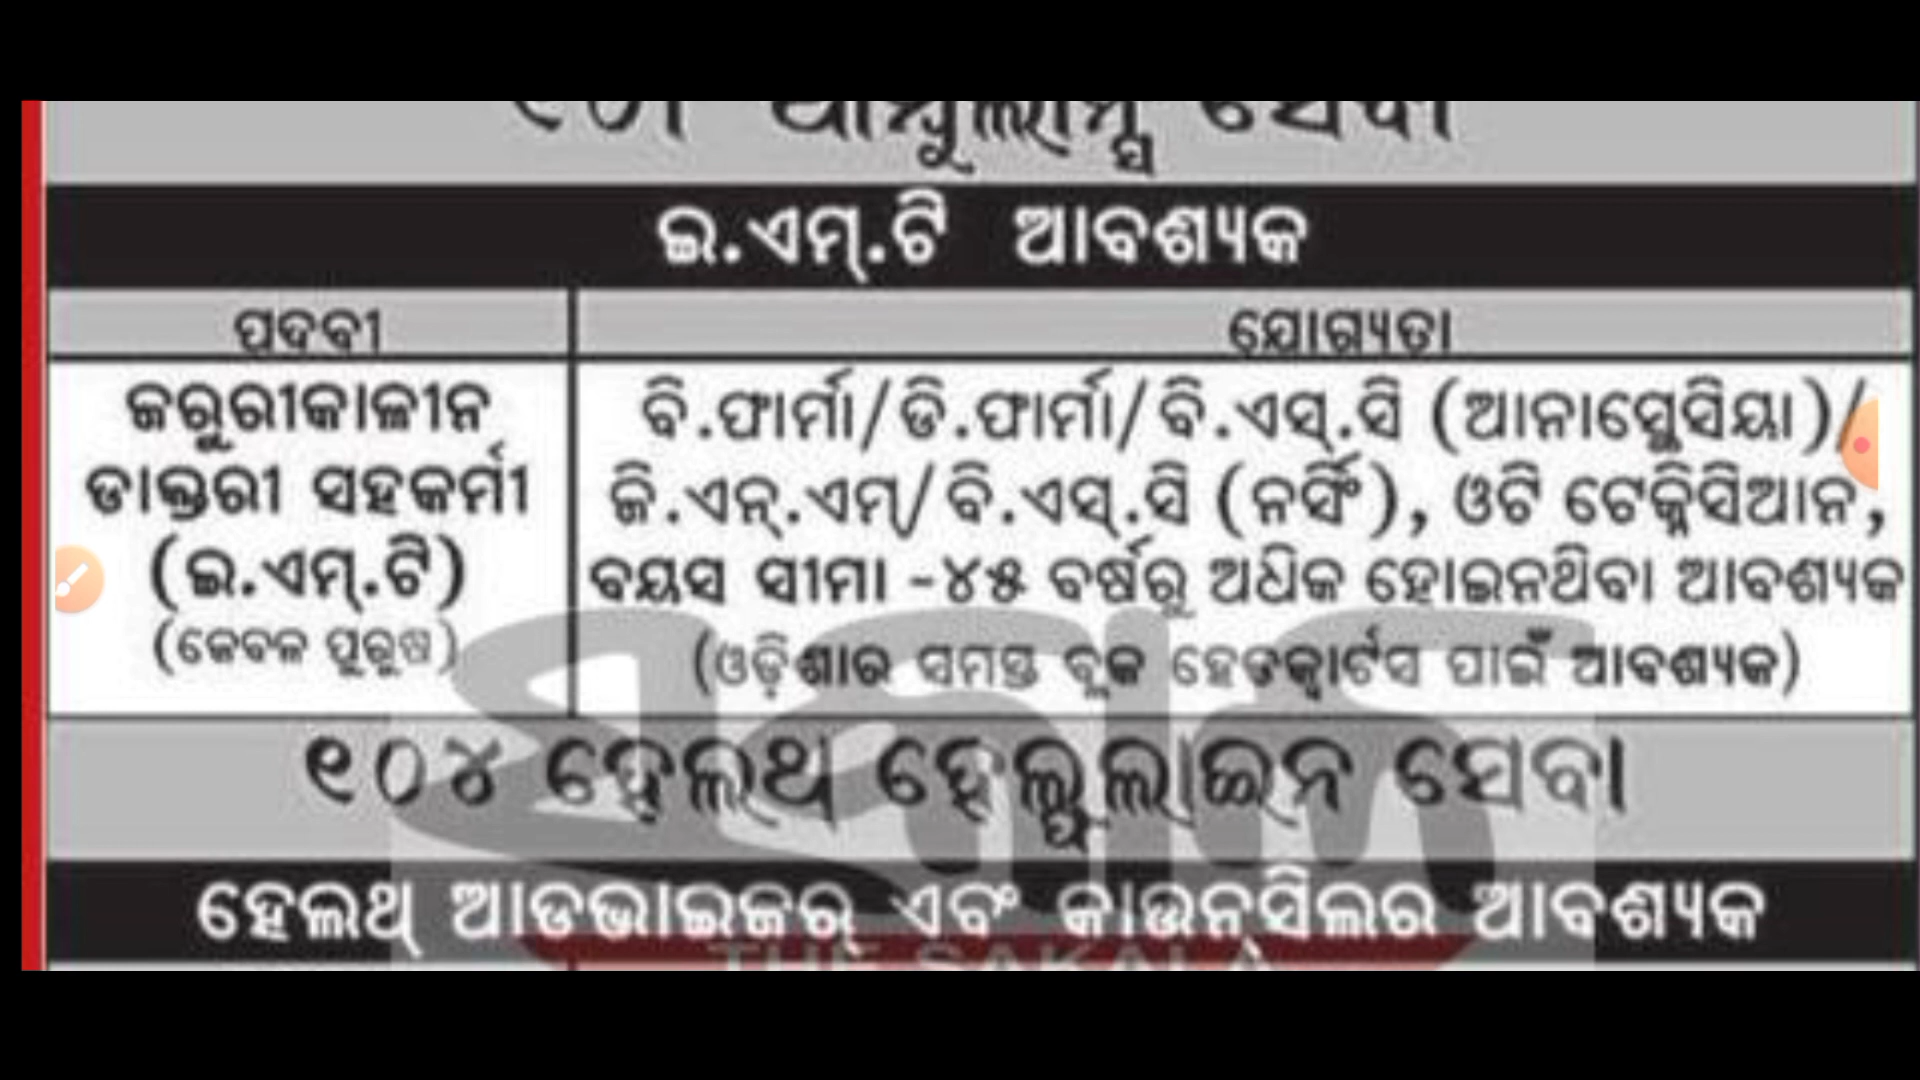 ଆମ୍ବୁଲାନ୍ସ ସେବା
ଇ.ଏମ୍.ଟି ଆବଶ୍ୟକ
ପଦବୀ
ଯୋଗ୍ୟତା
ଜରୁରୀକାଳୀନ
ଡାକ୍ତରୀ ସହକର୍ମୀ
(ଇ.ଏମ୍.ଟି)
(କେବଳ ପୁରୁଷ)
ବି.ଫାର୍ମା/ଡି.ଫାର୍ମା/ବି.ଏସ୍.ସି (ଆନାସ୍ଥେସିୟା)/
ଜି.ଏନ୍.ଏମ୍/ବି.ଏସ୍.ସି (ନର୍ସିଂ), ଓଟି ଟେକ୍ନିସିଆନ,
ବୟସ ସୀମା -୪୫ ବର୍ଷରୁ ଅଧିକ ହୋଇନଥିବା ଆବଶ୍ୟକ
(ଓଡ଼ିଶାର ସମସ୍ତ ବ୍ଲକ ହେଡକ୍ୱାର୍ଟସ ପାଇଁ ଆବଶ୍ୟକ)
୧୦୪ ହେଲ୍‌ଥ୍ ହେଲ୍ପଲାଇନ ସେବା
ହେଲଥ୍ ଆଡଭାଇଜର୍ ଏବଂ କାଉନ୍‌ସିଲର ଆବଶ୍ୟକ